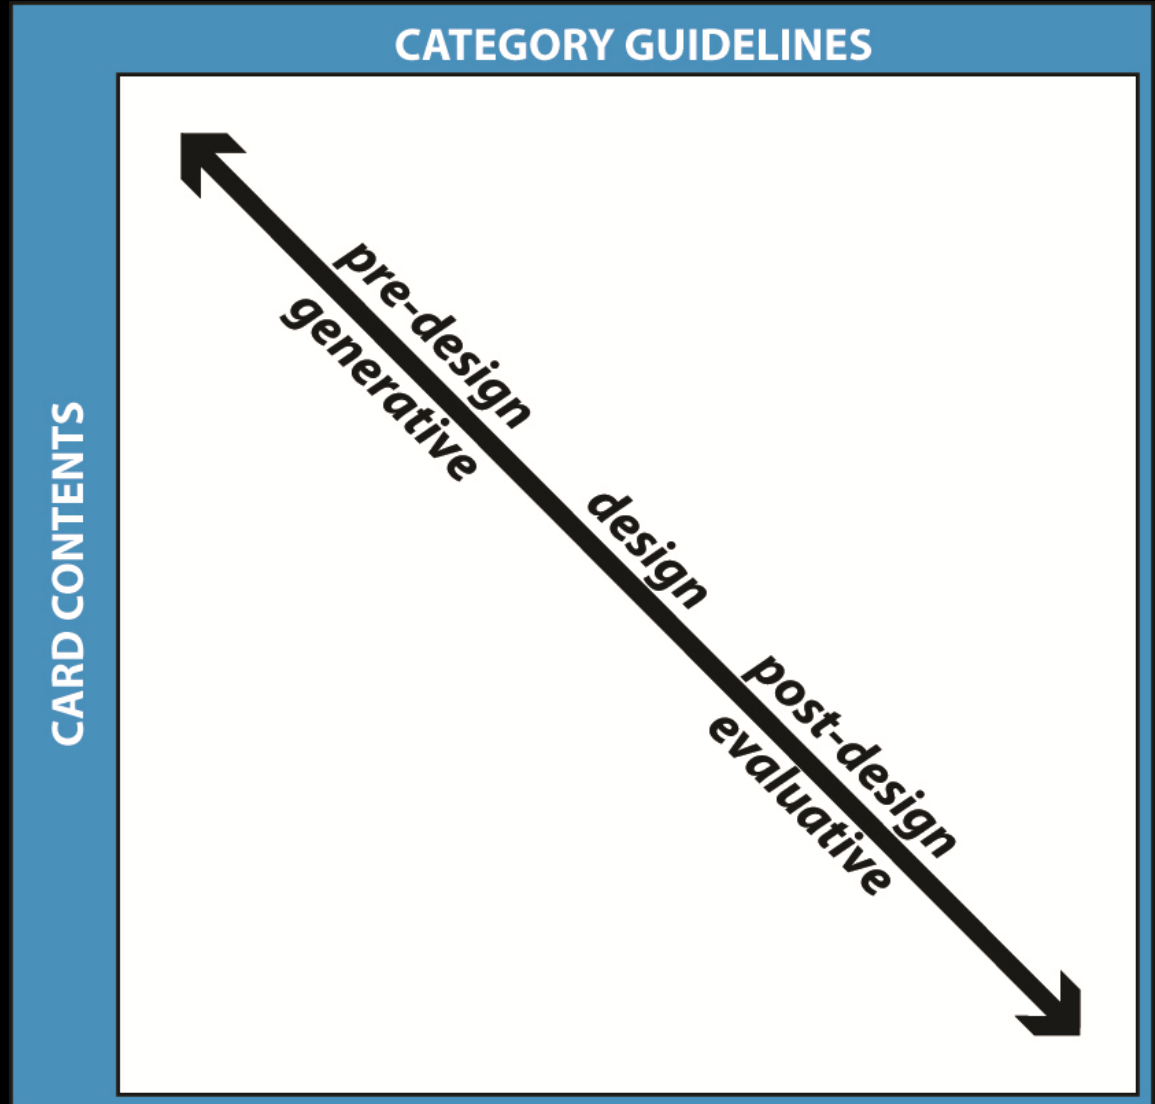 CATEGORY GUIDELINES
CARD CONTENTS
pre-design
generative
design
post-design
evaluative